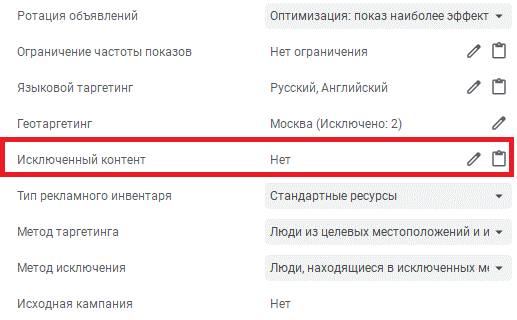 Ротация объявлений Оптимизация: показ наиболее эффект
Ограничение частоты показов Нет ограничения
Языковой таргетинг Русский, Английский
Геотаргетинг Москва (Исключено: 2)
Исключенный контент Нет
Тип рекламного инвентаря Стандартные ресурсы
Метод таргетинга Люди из целевых местоположений и и
Метод исключения Люди, находящиеся в исключенных ме
Исходная кампания Нет